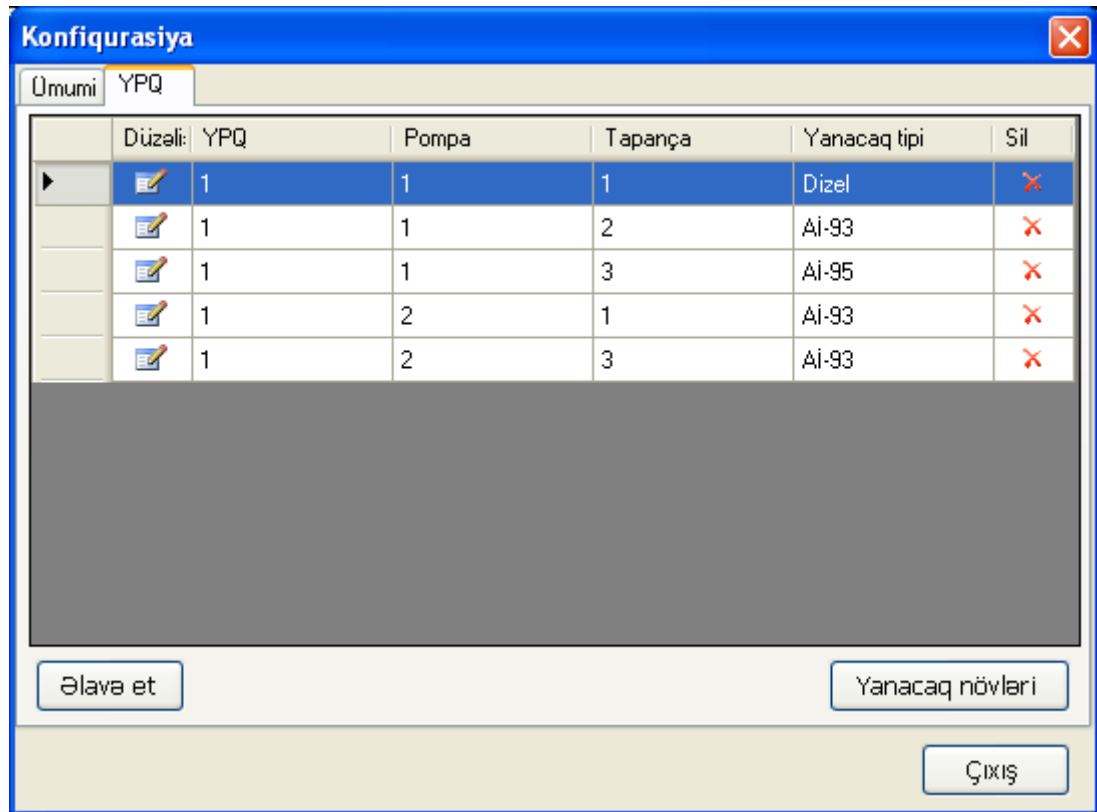 Konfiqurasiya
Ümumi YPQ
Düzəli: YPQ Pompa Tapança Yanacaq tipi Sil
1 1 1 Dizel
1 1 2 Aİ-93
1 1 3 Aİ-95
1 2 1 Aİ-93
1 2 3 Aİ-93
Əlavə et Yanacaq növləri
Çıxış